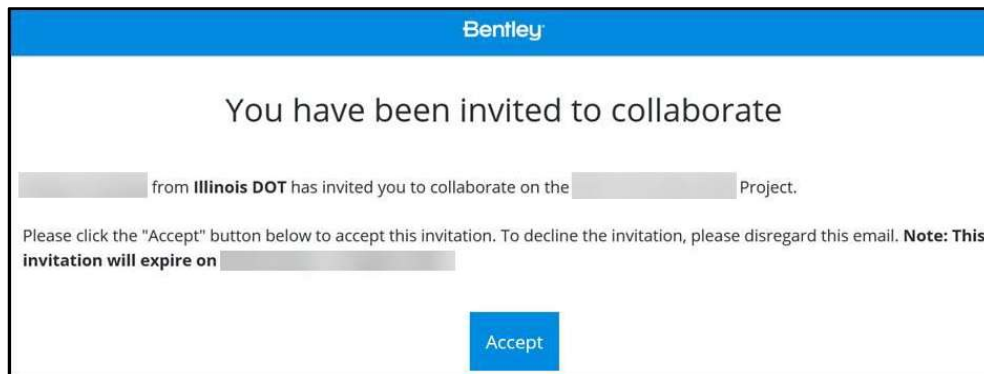 Bentley
You have been invited to collaborate
from Illinois DOT has invited you to collaborate on the Project.
Please click the "Accept" button below to accept this invitation. To decline the invitation, please disregard this email. Note: This
invitation will expire on
Accept